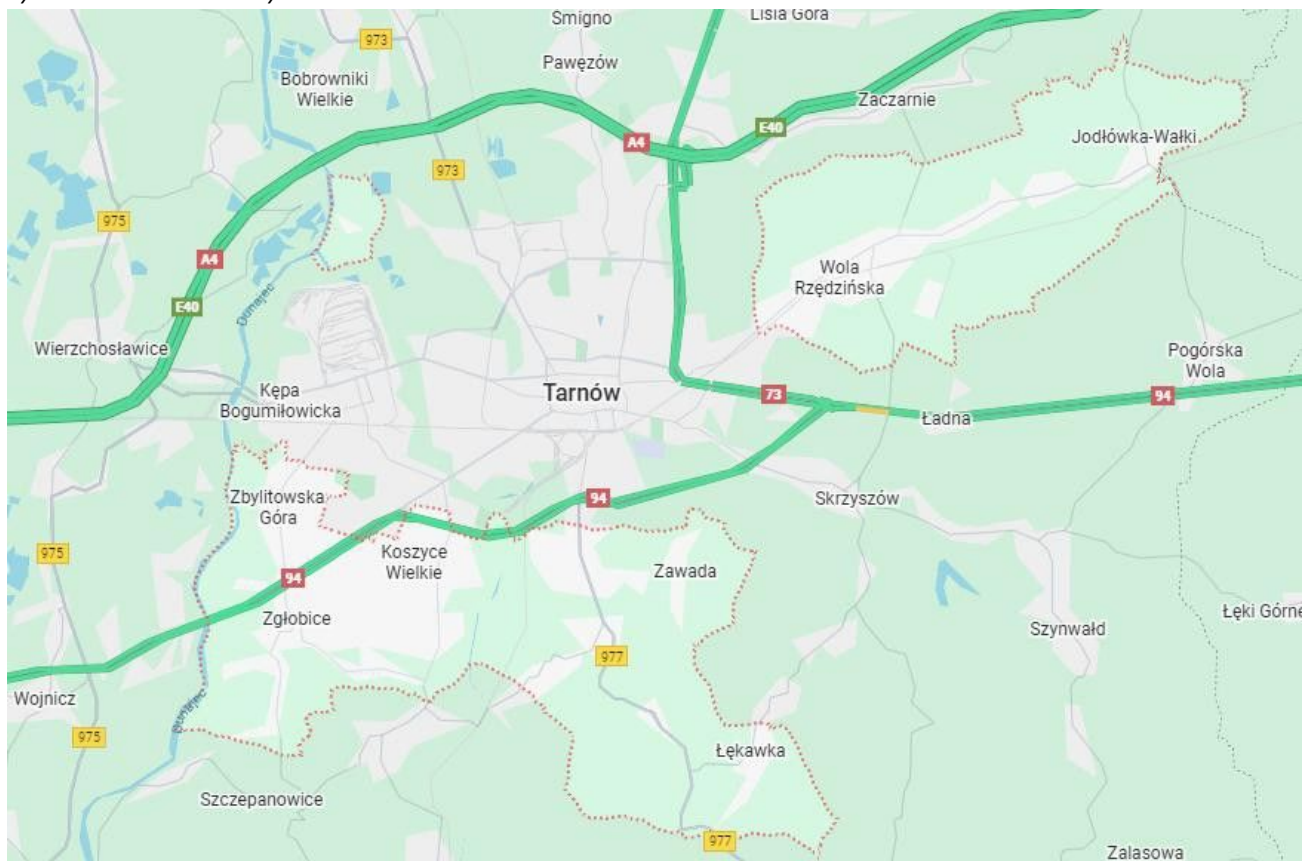 Śmigno
Lisia Góra
973
Pawęzów
Bobrowniki
Wielkie
Zaczarnie
E40
A4
Jodłówka-Wałki
973
975
A4
Wola
Rzędzińska
Dunajec
E40
Wierzchosławice
Pogórska
Wola
Kępa
Bogumiłowicka
Tarnów
73
94
Ładna
Zbylitowska
Góra
94
Skrzyszów
975
Koszyce
Wielkie
94
Zawada
Zgłobice
Łęki Górne
Szynwałd
977
Wojnicz
Dunajec
975
Łękawka
Szczepanowice
977
Zalasowa